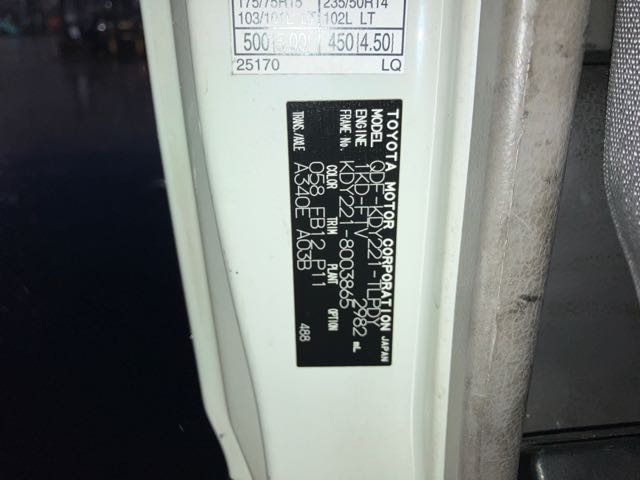 175/75R15 235/50R14
103/101L LT 102L LT
500 5.00 450 4.50
25170 LQ
TOYOTA MOTOR CORPORATION JAPAN
MODEL QDF-KDY221-TLPDY
ENGINE 1KD-FTV 2982 mL
FRAME No. KDY221-8003865
COLOR TRIM PLANT OPTION
058 FB12 P11 488
TRANS./AXLE A340E A03B